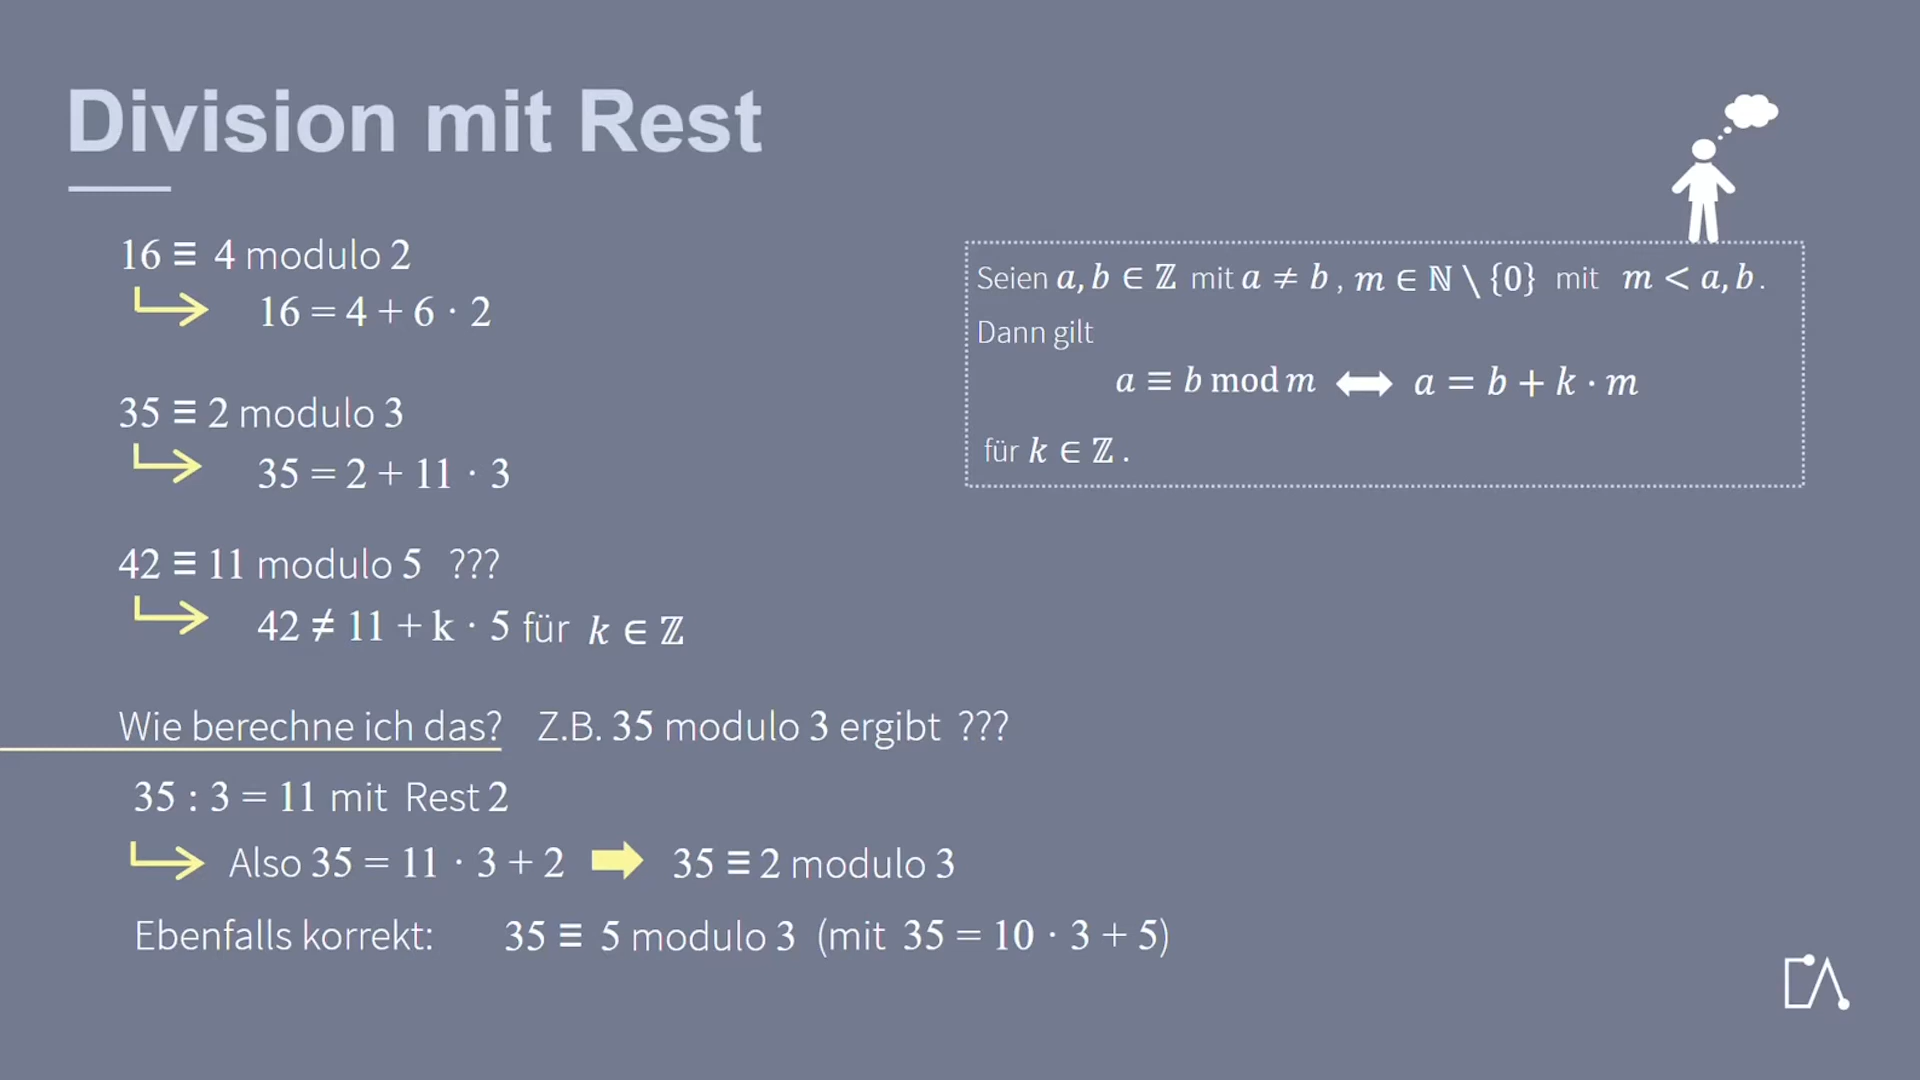 Division mit Rest
16 ≡ 4 modulo 2
16 = 4 + 6 · 2
35 ≡ 2 modulo 3
35 = 2 + 11 · 3
42 ≡ 11 modulo 5 ???
42 ≠ 11 + k · 5 für k ∈ ℤ
Seien a, b ∈ ℤ mit a ≠ b , m ∈ ℕ \ {0} mit m < a, b .
Dann gilt
a ≡ b mod m ⟺ a = b + k · m
für k ∈ ℤ .
Wie berechne ich das? Z.B. 35 modulo 3 ergibt ???
35 : 3 = 11 mit Rest 2
Also 35 = 11 · 3 + 2 ➡ 35 ≡ 2 modulo 3
Ebenfalls korrekt: 35 ≡ 5 modulo 3 (mit 35 = 10 · 3 + 5)